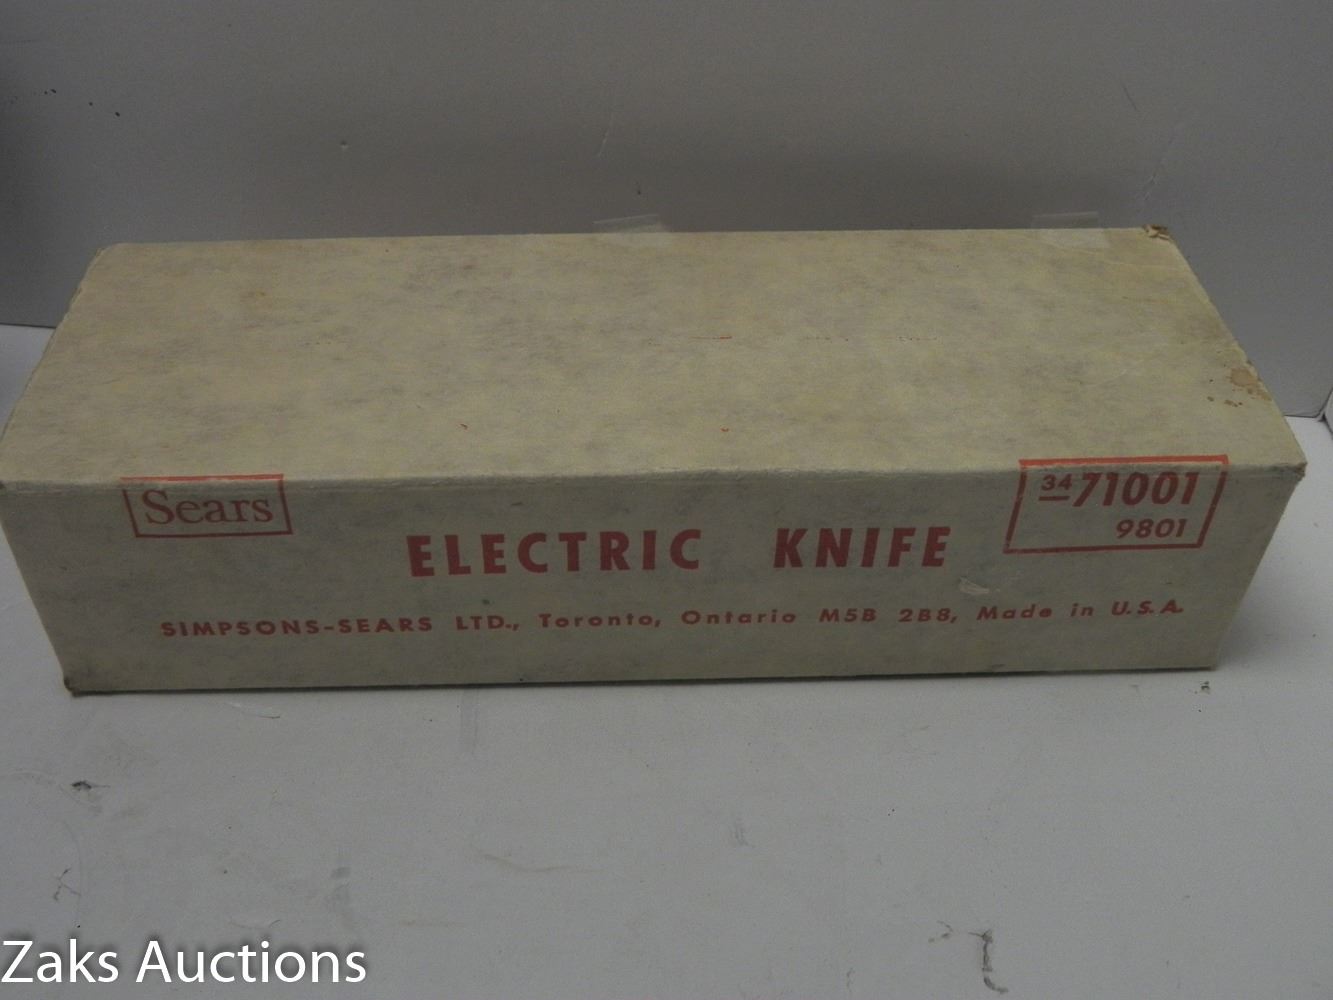 Sears
34 71001
9801
ELECTRIC KNIFE
SIMPSONS-SEARS LTD., Toronto, Ontario M5B 2B8, Made in U.S.A.
Zaks Auctions